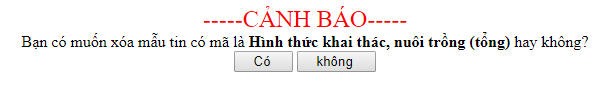 -----CẢNH BÁO-----
Bạn có muốn xóa mẫu tin có mã là Hình thức khai thác, nuôi trồng (tổng) hay không?
Có không